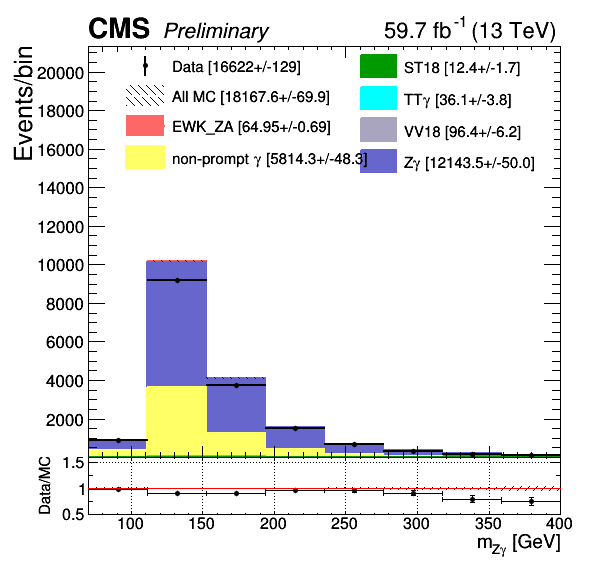 CMS Preliminary 59.7 fb⁻¹ (13 TeV)
Events/bin
20000
18000
16000
14000
12000
10000
8000
6000
4000
2000
Data [16622+/-129]
All MC [18167.6+/-69.9]
EWK_ZA [64.95+/-0.69]
non-prompt γ [5814.3+/-48.3]
ST18 [12.4+/-1.7]
TTγ [36.1+/-3.8]
VV18 [96.4+/-6.2]
Zγ [12143.5+/-50.0]
Data/MC
1.5
1
0.5
100 150 200 250 300 350 400
m_Zγ [GeV]